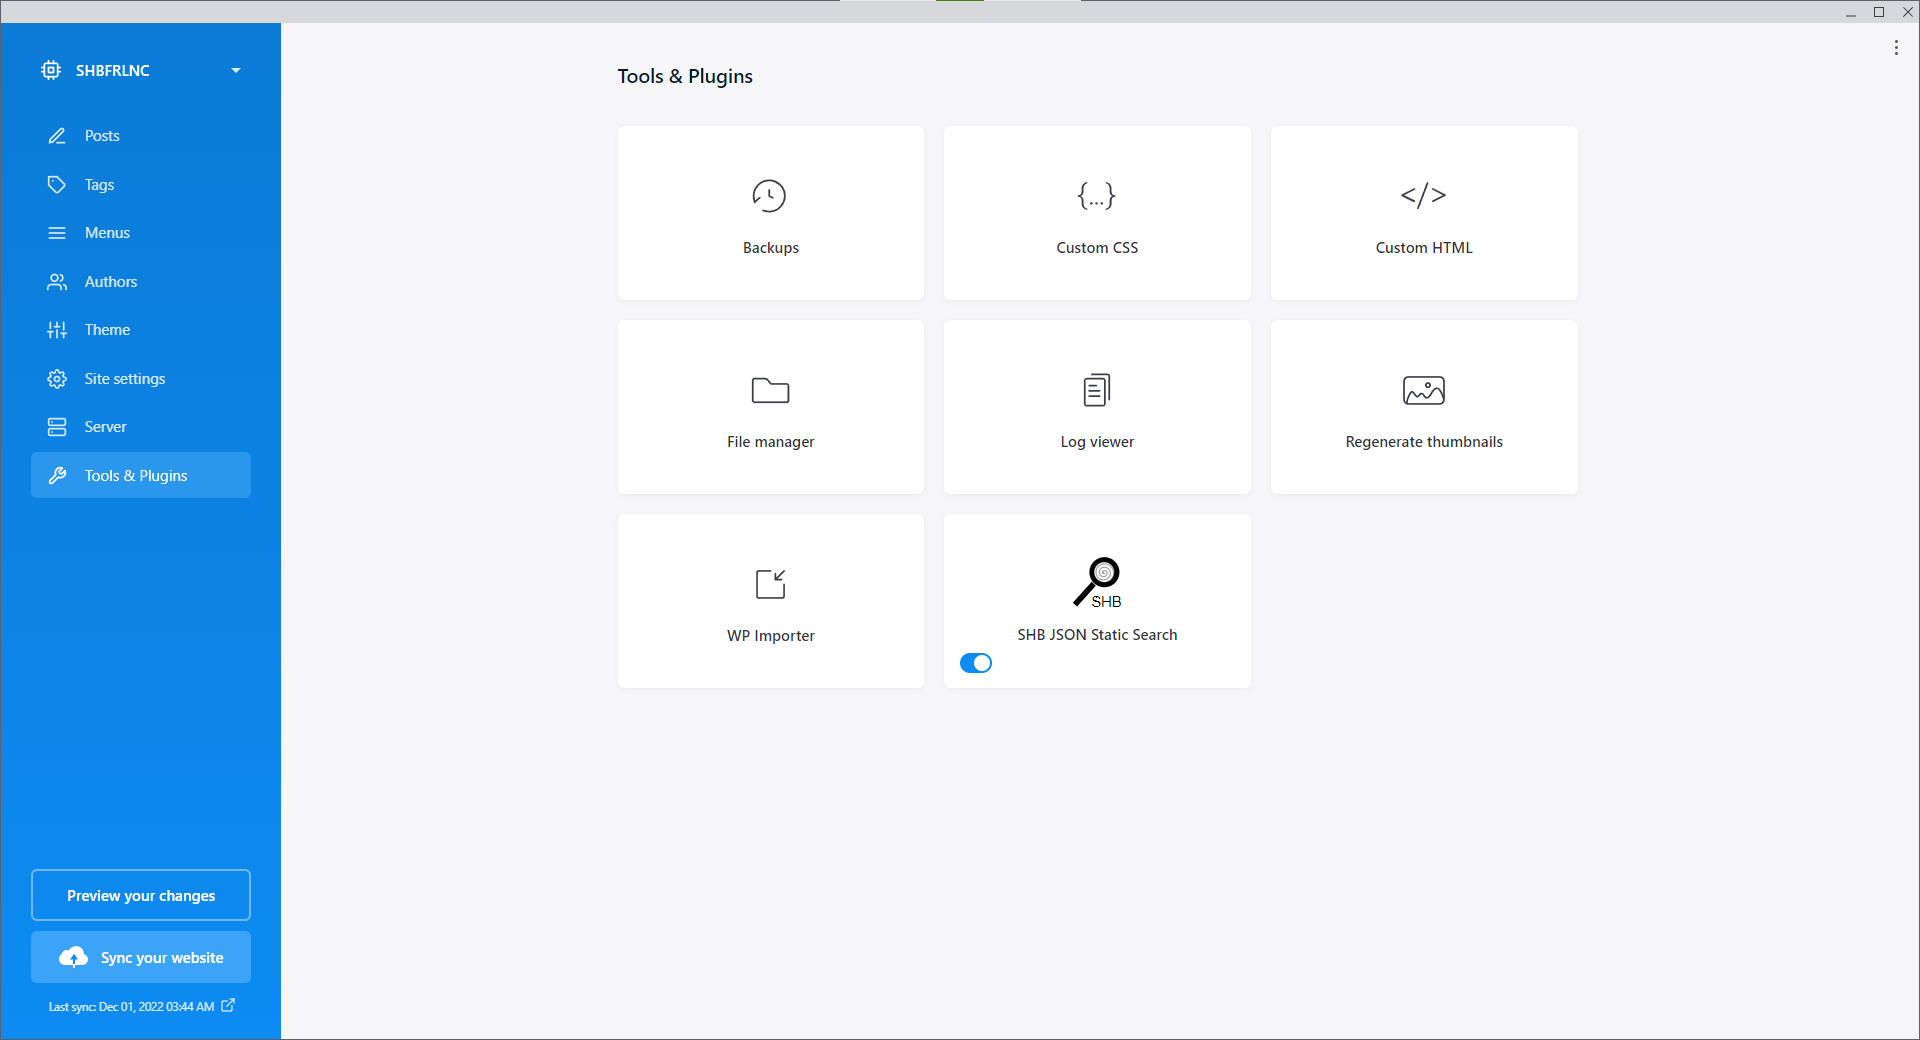 SHBFRLNC
Posts
Tags
Menus
Authors
Theme
Site settings
Server
Tools & Plugins
Preview your changes
Sync your website
Last sync: Dec 01, 2022 03:44 AM
Tools & Plugins
Backups
{...}
Custom CSS
</>
Custom HTML
File manager
Log viewer
Regenerate thumbnails
WP Importer
SHB
SHB JSON Static Search